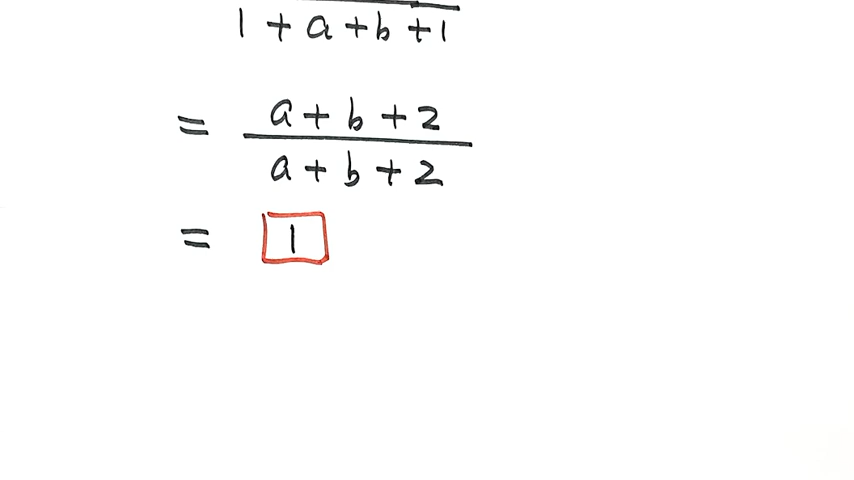 1 + a + b + 1
= a + b + 2
a + b + 2
= 1